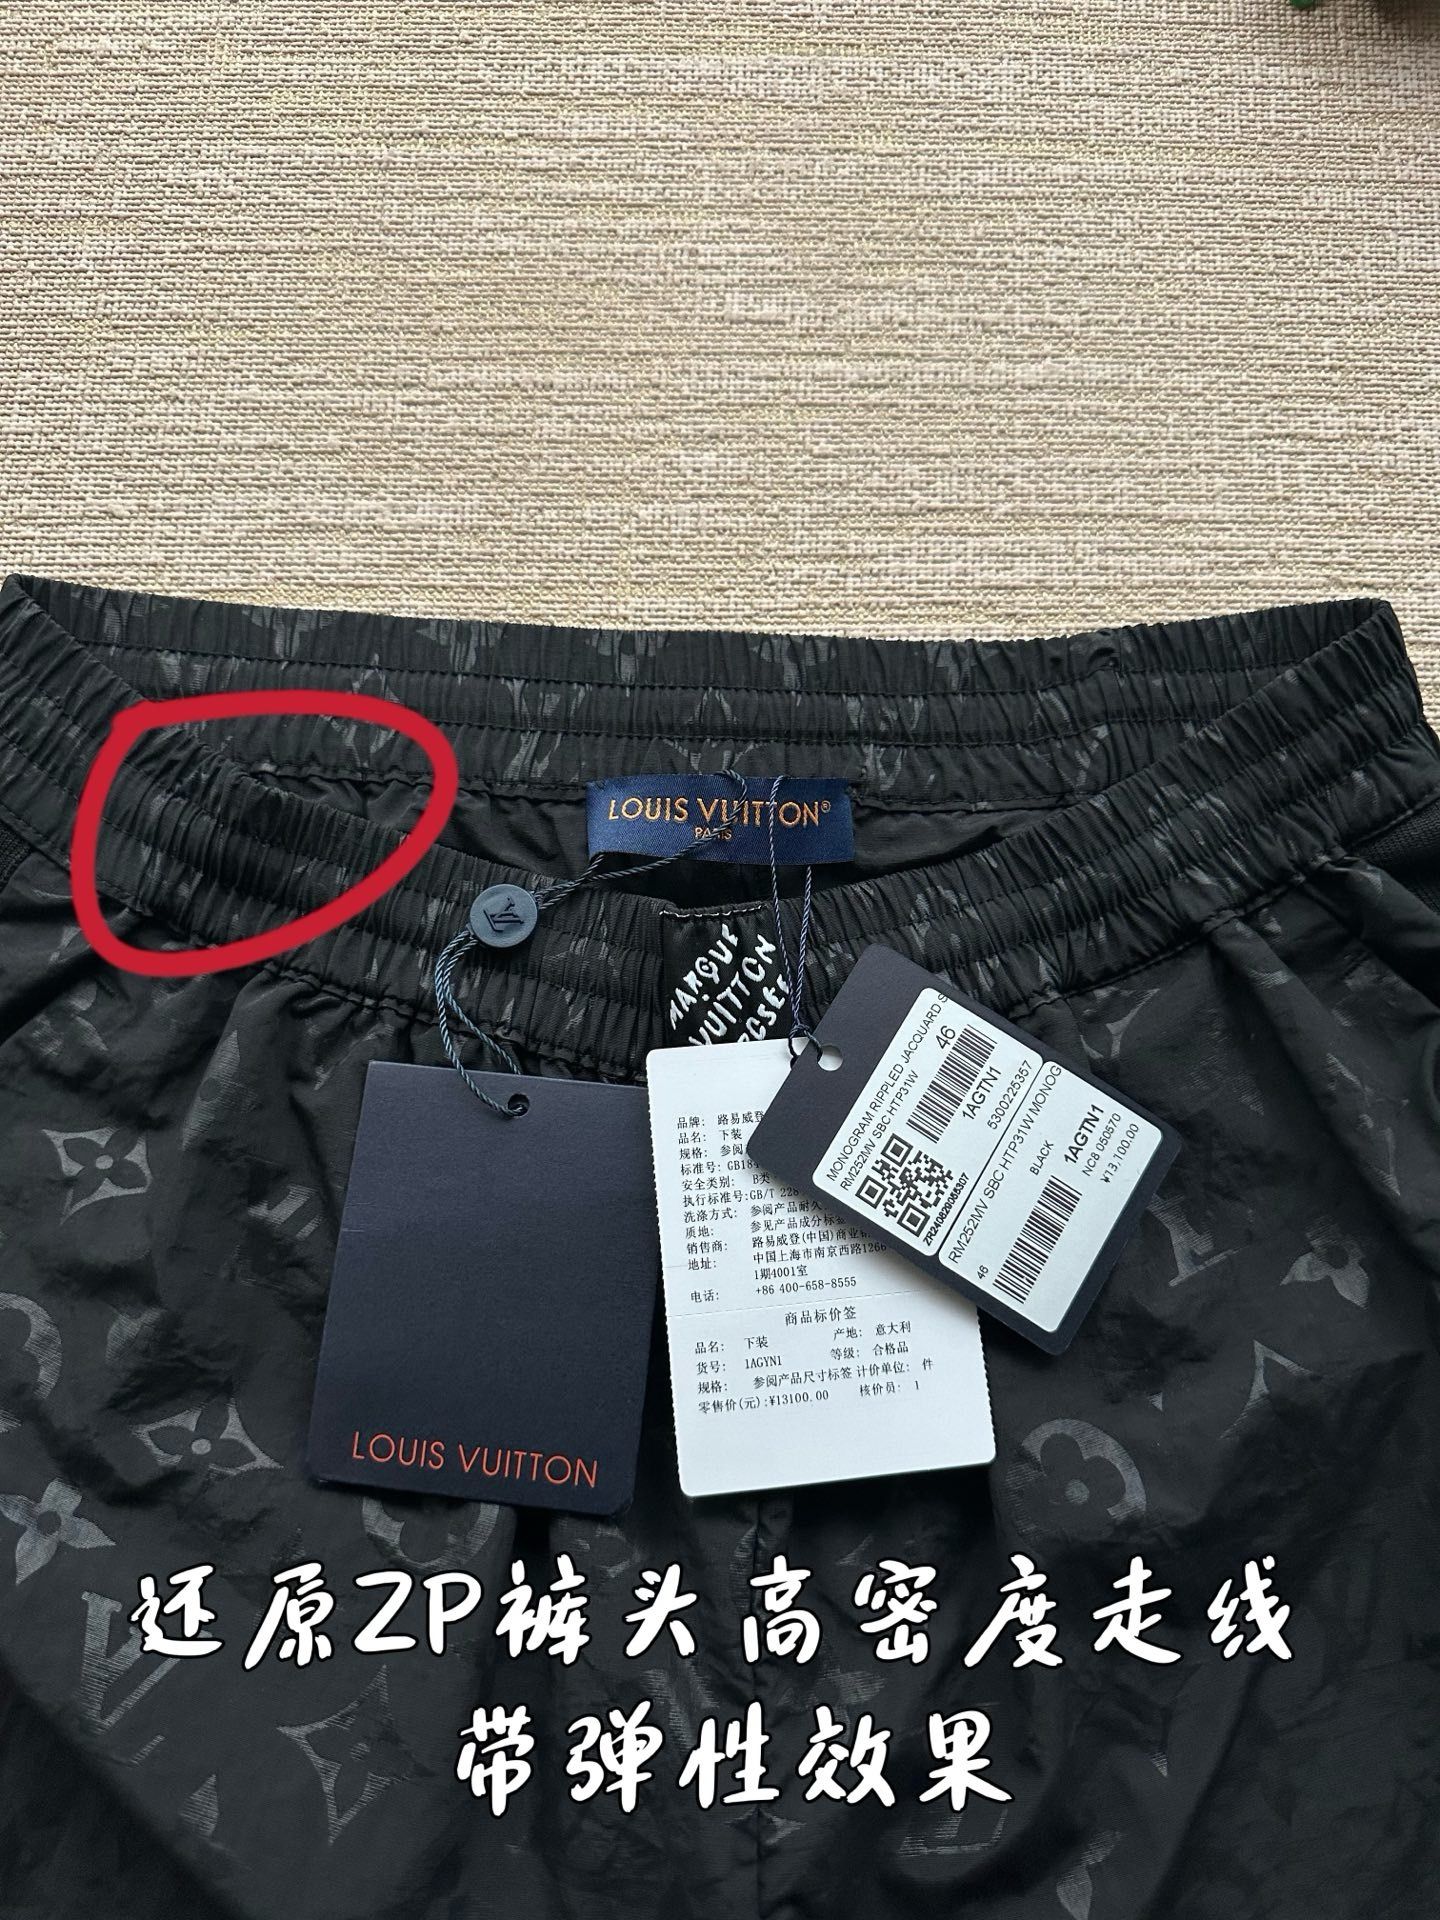 LOUIS VUITTON®
PARIS
MARQUE
VUITTON
MONOGRAM RIPPLED JACQUARD S
RM252MV SBC HTP31W
46
1AGTN1
5300225357
ZR240829085307
RM252MV SBC HTP31W MONOG
BLACK
46
1AGTN1
NC8 050570
¥13,100.00
品牌: 路易威登
品名: 下装
规格: 参阅
标准号: GB184
安全类别: B类
执行标准号:GB/T 228
洗涤方式: 参阅产品耐久
质地: 参见产品成分标签
销售商: 路易威登(中国)商业
地址: 中国上海市南京西路1266
1期4001室
电话: +86 400-658-8555
商品标价签
品名: 下装 产地: 意大利
货号: 1AGYN1 等级: 合格品
规格: 参阅产品尺寸标签 计价单位: 件
零售价(元):¥13100.00 核价员: 1
LOUIS VUITTON
还原ZP裤头高密度走线
带弹性效果